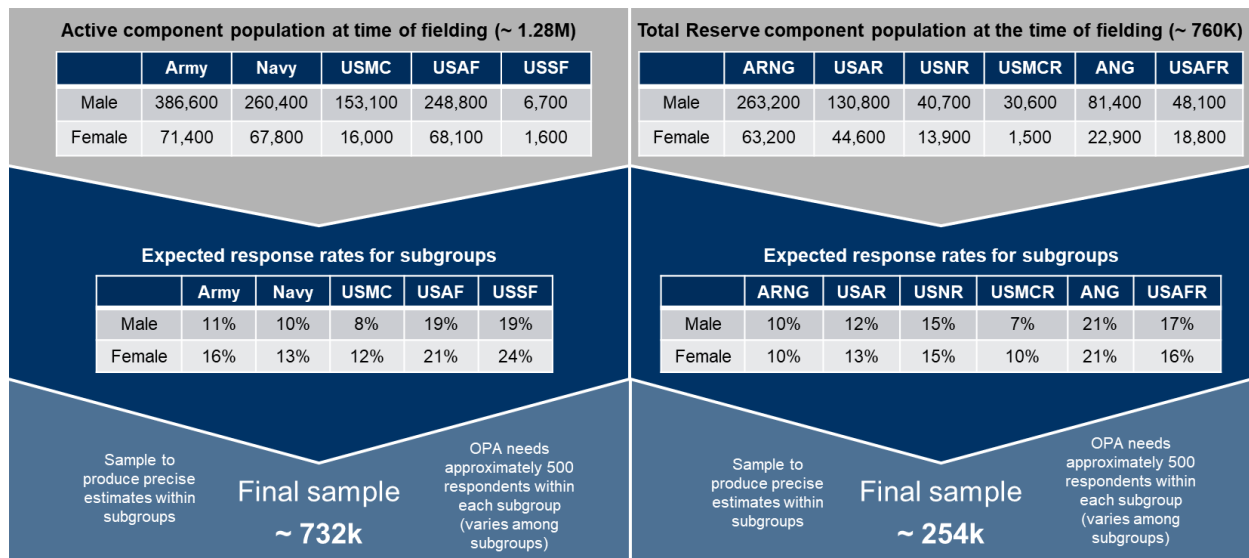 Active component population at time of fielding (~ 1.28M)
Army Navy USMC USAF USSF
Male 386,600 260,400 153,100 248,800 6,700
Female 71,400 67,800 16,000 68,100 1,600
Expected response rates for subgroups
Army Navy USMC USAF USSF
Male 11% 10% 8% 19% 19%
Female 16% 13% 12% 21% 24%
Sample to
produce precise
estimates within
subgroups
Final sample
~ 732k
OPA needs
approximately 500
respondents within
each subgroup
(varies among
subgroups)
Total Reserve component population at the time of fielding (~ 760K)
ARNG USAR USNR USMCR ANG USAFR
Male 263,200 130,800 40,700 30,600 81,400 48,100
Female 63,200 44,600 13,900 1,500 22,900 18,800
Expected response rates for subgroups
ARNG USAR USNR USMCR ANG USAFR
Male 10% 12% 15% 7% 21% 17%
Female 10% 13% 15% 10% 21% 16%
Sample to
produce precise
estimates within
subgroups
Final sample
~ 254k
OPA needs
approximately 500
respondents within
each subgroup
(varies among
subgroups)